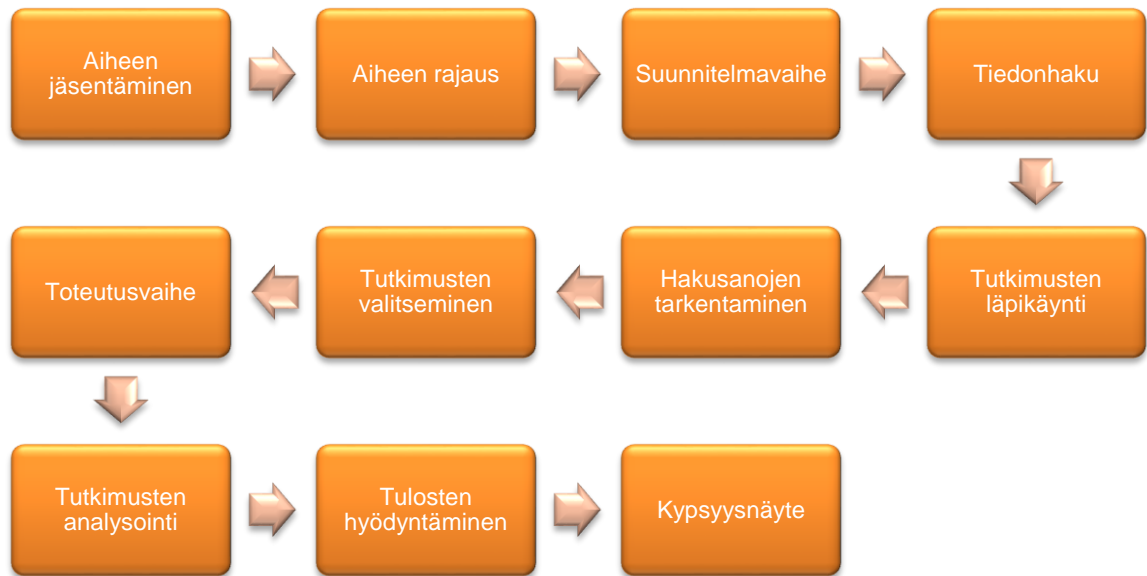 Aiheen
jäsentäminen
Aiheen rajaus
Suunnitelmavaihe
Tiedonhaku
Tutkimusten
läpikäynti
Hakusanojen
tarkentaminen
Tutkimusten
valitseminen
Toteutusvaihe
Tutkimusten
analysointi
Tulosten
hyödyntäminen
Kypsyysnäyte